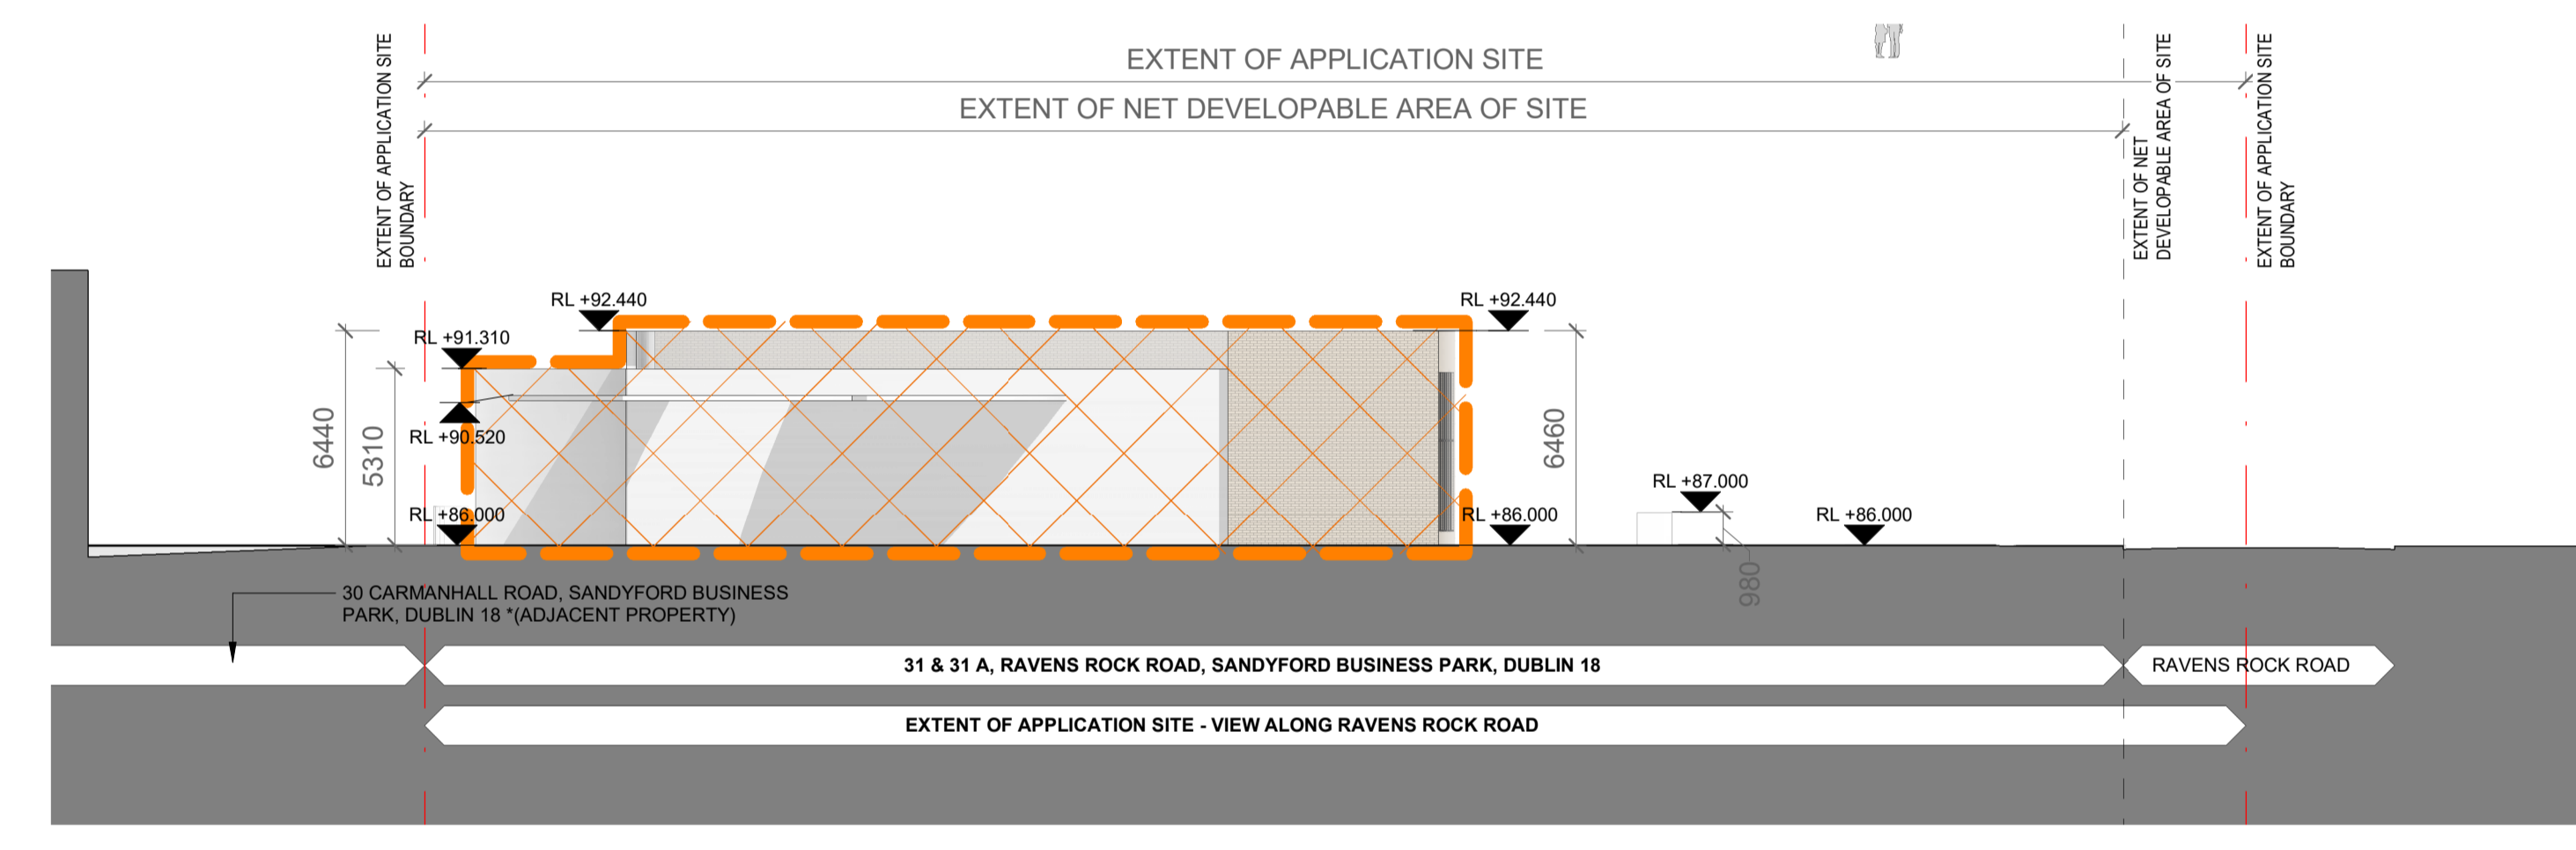 EXTENT OF APPLICATION SITE
EXTENT OF NET DEVELOPABLE AREA OF SITE
EXTENT OF APPLICATION SITE
BOUNDARY
EXTENT OF NET
DEVELOPABLE AREA OF SITE
EXTENT OF APPLICATION SITE
BOUNDARY
RL +92.440
RL +92.440
RL +91.310
RL +90.520
6440
5310
6460
RL +86.000
RL +86.000
RL +87.000
RL +86.000
980
30 CARMANHALL ROAD, SANDYFORD BUSINESS
PARK, DUBLIN 18 *(ADJACENT PROPERTY)
31 & 31 A, RAVENS ROCK ROAD, SANDYFORD BUSINESS PARK, DUBLIN 18
RAVENS ROCK ROAD
EXTENT OF APPLICATION SITE - VIEW ALONG RAVENS ROCK ROAD